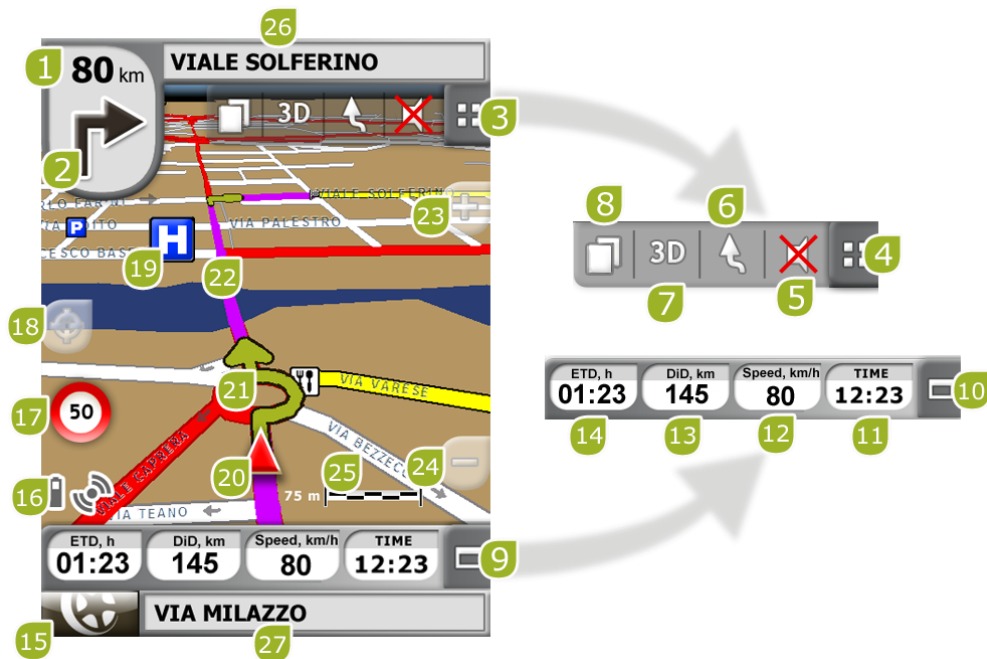 26
1
80 km
VIALE SOLFERINO
3D
3
2
8
6
VIALE SOLFERINO
23
P
VIA PALESTRO
H
19
22
3D
4
7
5
18
21
VIA VARESE
ETD, h
DiD, km
Speed, km/h
TIME
01:23
145
80
12:23
10
17
50
14
13
12
11
VIALE CAPRERA
VIA BEZZECC
20
25
24
16
75 m
VIA TEANO
ETD, h
DiD, km
Speed, km/h
TIME
01:23
145
80
12:23
9
15
VIA MILAZZO
27